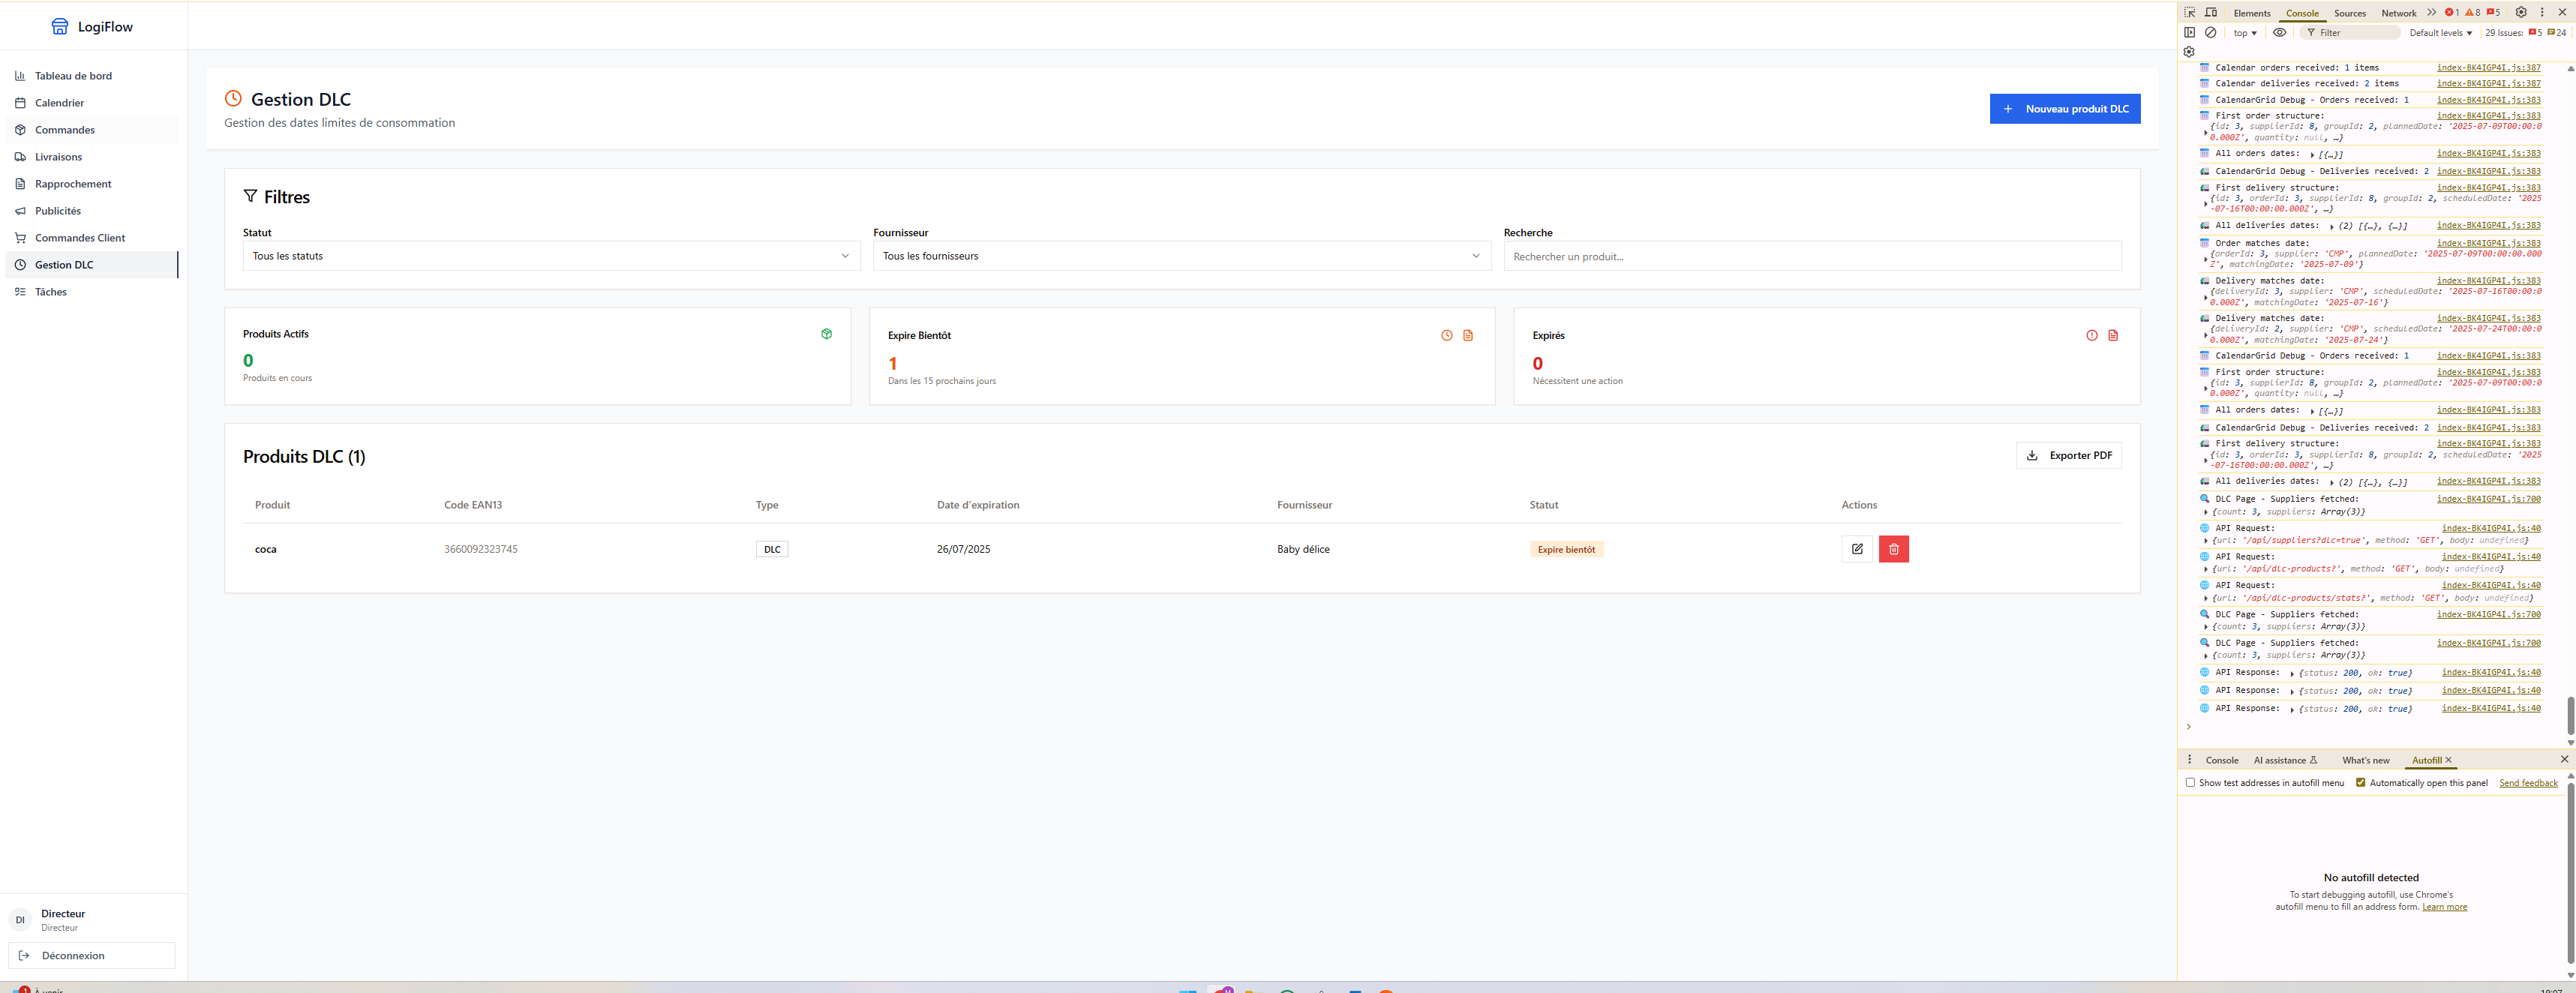 LogiFlow
Tableau de bord
Calendrier
Commandes
Livraisons
Rapprochement
Publicités
Commandes Client
Gestion DLC
Tâches
DI
Directeur
Directeur
Déconnexion
Gestion DLC
Gestion des dates limites de consommation
Nouveau produit DLC
Filtres
Statut
Fournisseur
Recherche
Tous les statuts
Tous les fournisseurs
Rechercher un produit...
Produits Actifs
0
Produits en cours
Expire Bientôt
1
Dans les 15 prochains jours
Expirés
0
Nécessitent une action
Produits DLC (1)
Exporter PDF
Produit Code EAN13 Type Date d'expiration Fournisseur Statut Actions
coca 3660092323745 DLC 26/07/2025 Baby délice Expire bientôt
Elements Console Sources Network 1 8 5
top Filter Default levels 29 Issues: 5 24
Calendar orders received: 1 items index-BK4IGP4I.js:387
Calendar deliveries received: 2 items index-BK4IGP4I.js:387
CalendarGrid Debug - Orders received: 1 index-BK4IGP4I.js:383
First order structure: index-BK4IGP4I.js:383
{id: 3, supplierId: 8, groupId: 2, plannedDate: '2025-07-09T00:00:0
0.000Z', quantity: null, …}
All orders dates: [{…}] index-BK4IGP4I.js:383
CalendarGrid Debug - Deliveries received: 2 index-BK4IGP4I.js:383
First delivery structure: index-BK4IGP4I.js:383
{id: 3, orderId: 3, supplierId: 8, groupId: 2, scheduledDate: '2025
-07-16T00:00:00.000Z', …}
All deliveries dates: (2) [{…}, {…}] index-BK4IGP4I.js:383
Order matches date: index-BK4IGP4I.js:383
{orderId: 3, supplier: 'CMP', plannedDate: '2025-07-09T00:00:00.000
Z', matchingDate: '2025-07-09'}
Delivery matches date: index-BK4IGP4I.js:383
{deliveryId: 3, supplier: 'CMP', scheduledDate: '2025-07-16T00:00:0
0.000Z', matchingDate: '2025-07-16'}
Delivery matches date: index-BK4IGP4I.js:383
{deliveryId: 2, supplier: 'CMP', scheduledDate: '2025-07-24T00:00:0
0.000Z', matchingDate: '2025-07-24'}
CalendarGrid Debug - Orders received: 1 index-BK4IGP4I.js:383
First order structure: index-BK4IGP4I.js:383
{id: 3, supplierId: 8, groupId: 2, plannedDate: '2025-07-09T00:00:0
0.000Z', quantity: null, …}
All orders dates: [{…}] index-BK4IGP4I.js:383
CalendarGrid Debug - Deliveries received: 2 index-BK4IGP4I.js:383
First delivery structure: index-BK4IGP4I.js:383
{id: 3, orderId: 3, supplierId: 8, groupId: 2, scheduledDate: '2025
-07-16T00:00:00.000Z', …}
All deliveries dates: (2) [{…}, {…}] index-BK4IGP4I.js:383
DLC Page - Suppliers fetched: index-BK4IGP4I.js:700
{count: 3, suppliers: Array(3)}
API Request: index-BK4IGP4I.js:40
{url: '/api/suppliers?dlc=true', method: 'GET', body: undefined}
API Request: index-BK4IGP4I.js:40
{url: '/api/dlc-products?', method: 'GET', body: undefined}
API Request: index-BK4IGP4I.js:40
{url: '/api/dlc-products/stats?', method: 'GET', body: undefined}
DLC Page - Suppliers fetched: index-BK4IGP4I.js:700
{count: 3, suppliers: Array(3)}
DLC Page - Suppliers fetched: index-BK4IGP4I.js:700
{count: 3, suppliers: Array(3)}
API Response: {status: 200, ok: true} index-BK4IGP4I.js:40
API Response: {status: 200, ok: true} index-BK4IGP4I.js:40
API Response: {status: 200, ok: true} index-BK4IGP4I.js:40
Console AI assistance What's new Autofill
Show test addresses in autofill menu Automatically open this panel Send feedback
No autofill detected
To start debugging autofill, use Chrome's
autofill menu to fill an address form. Learn more